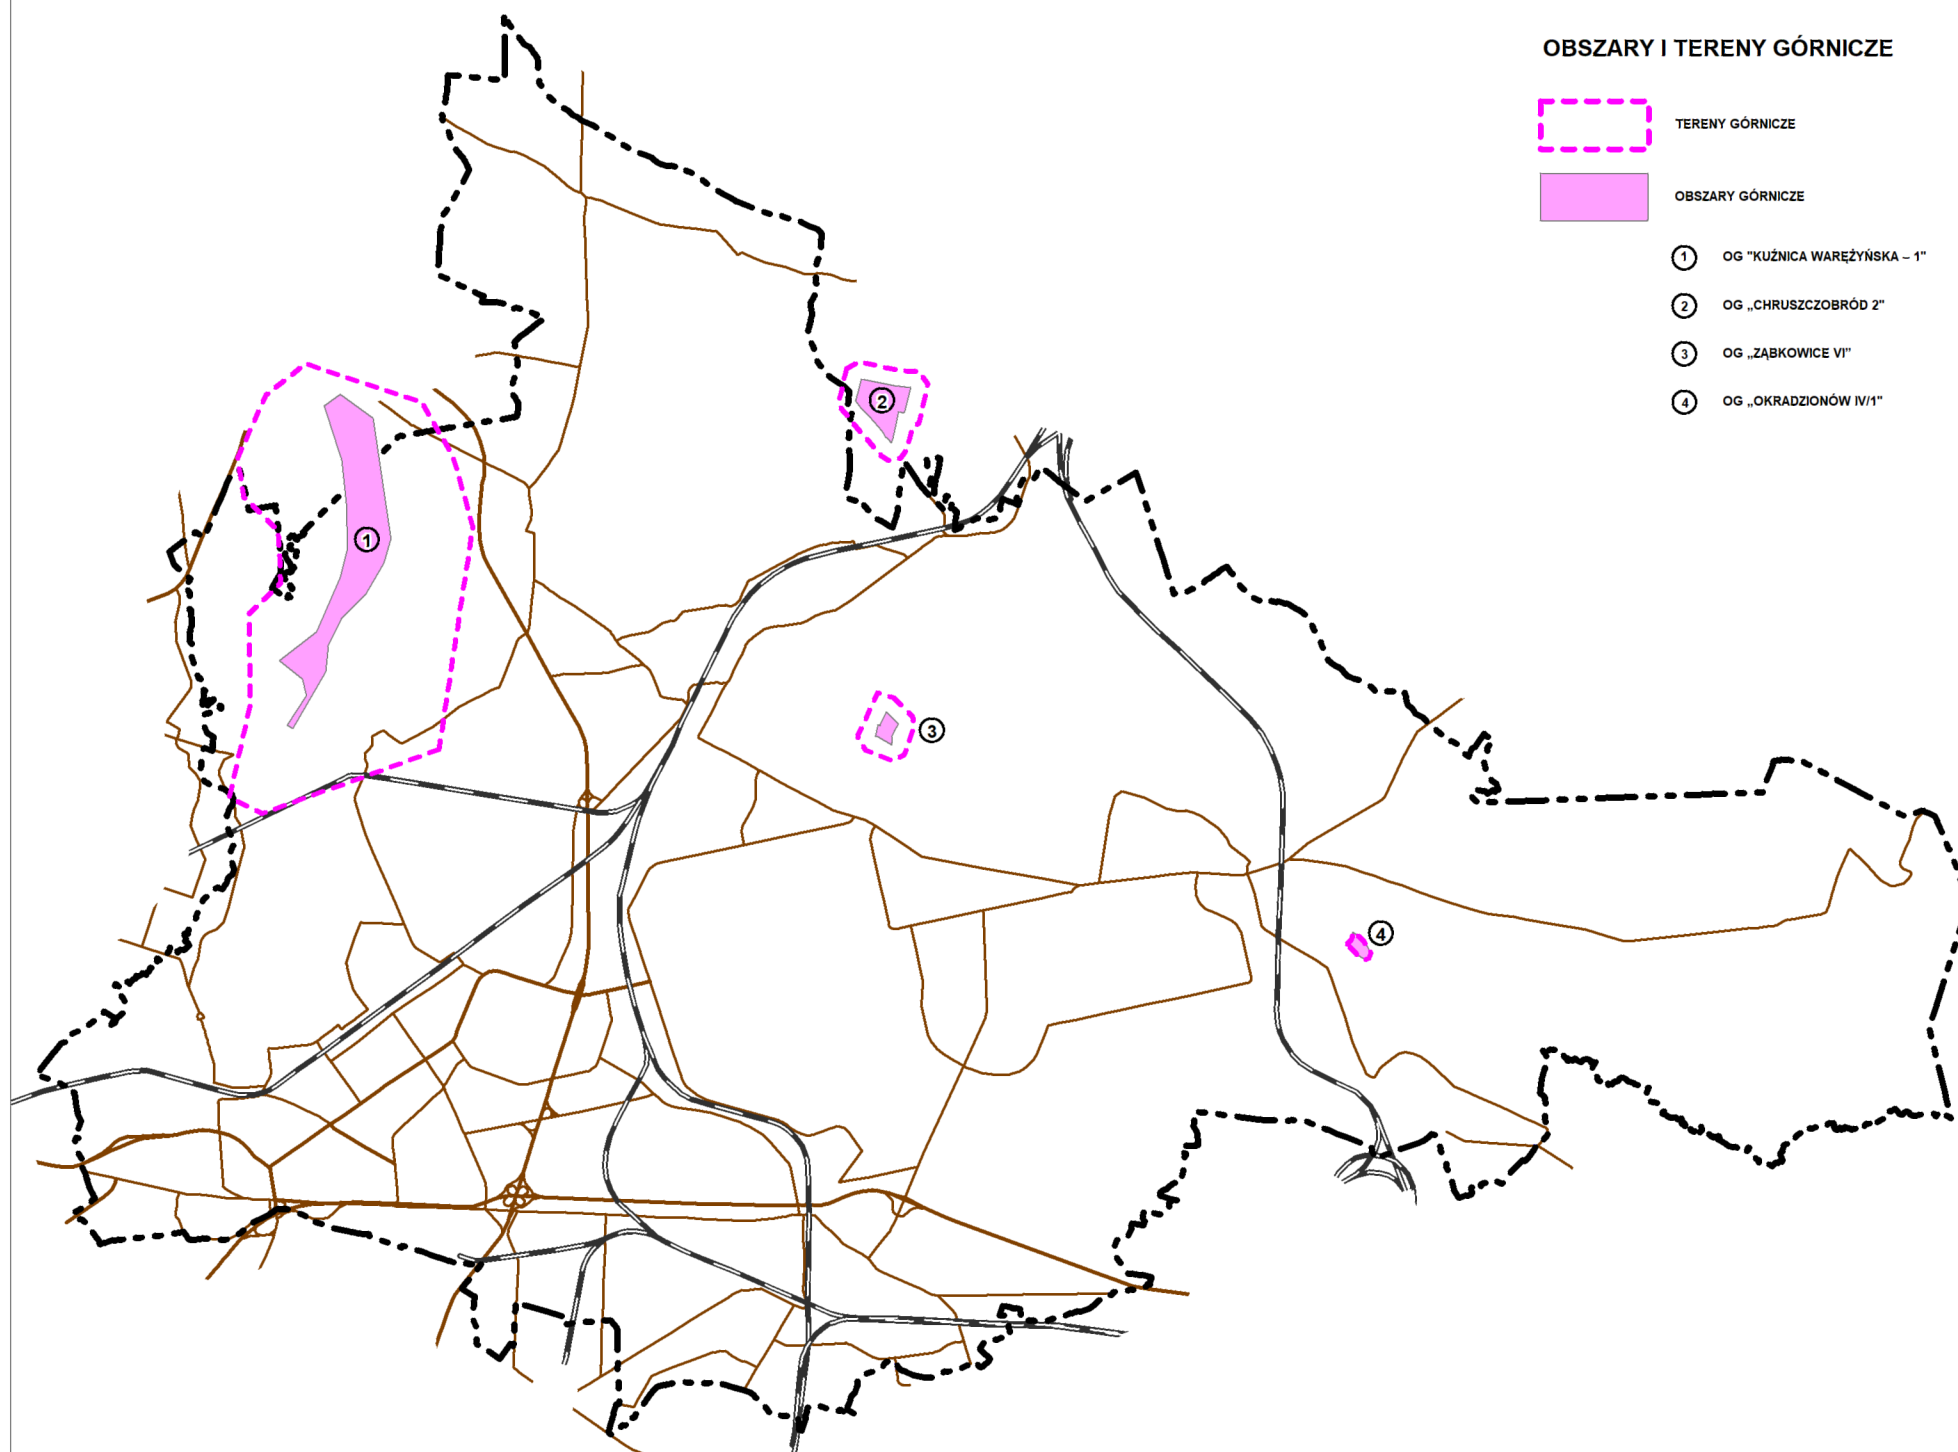 OBSZARY I TERENY GÓRNICZE
TERENY GÓRNICZE
OBSZARY GÓRNICZE
1 OG "KUŹNICA WARĘŻYŃSKA – 1"
2 OG „CHRUSZCZOBRÓD 2"
3 OG „ZĄBKOWICE VI"
4 OG „OKRADZIONÓW IV/1"
2
1
3
4